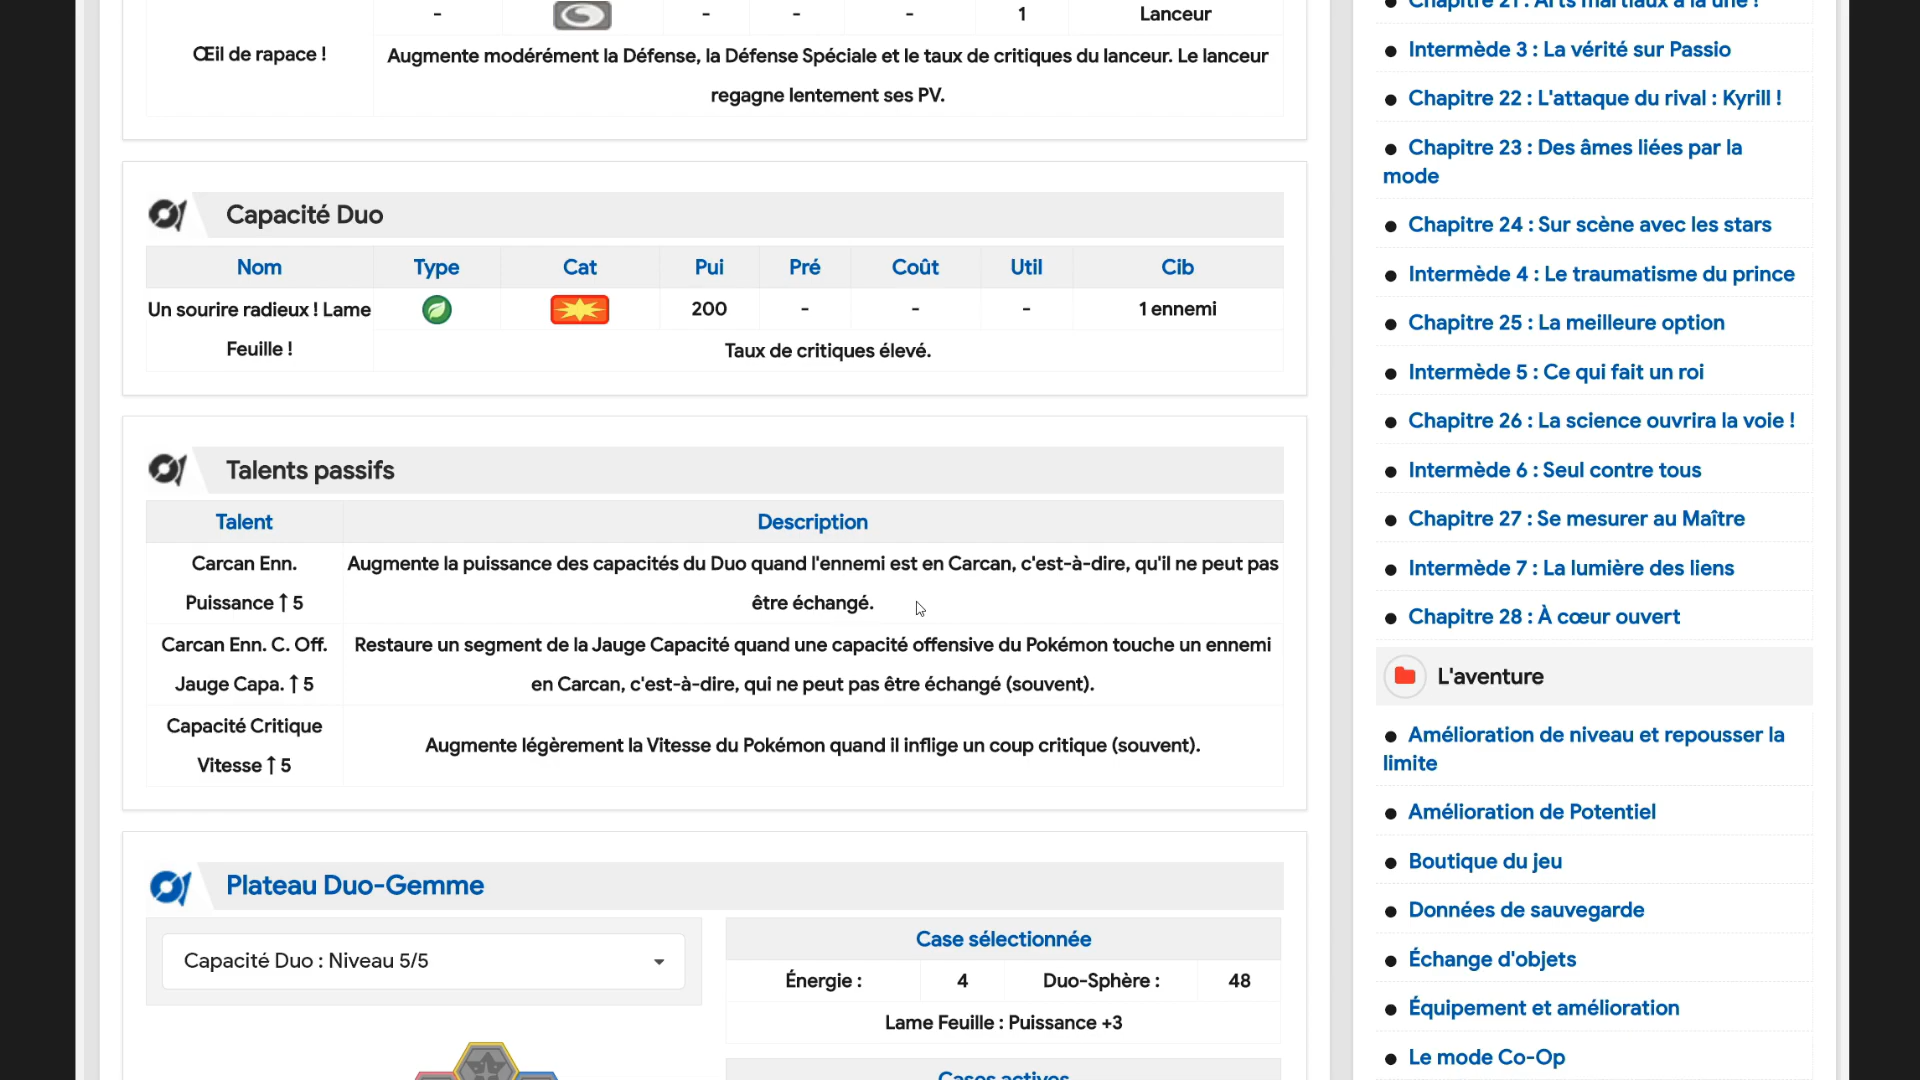 - - - - 1 Lanceur
Œil de rapace !
Augmente modérément la Défense, la Défense Spéciale et le taux de critiques du lanceur. Le lanceur
regagne lentement ses PV.
Capacité Duo
Nom Type Cat Pui Pré Coût Util Cib
Un sourire radieux ! Lame
Feuille !
200 - - - 1 ennemi
Taux de critiques élevé.
Talents passifs
Talent Description
Carcan Enn.
Puissance ↑ 5
Augmente la puissance des capacités du Duo quand l'ennemi est en Carcan, c'est-à-dire, qu'il ne peut pas
être échangé.
Carcan Enn. C. Off.
Jauge Capa. ↑ 5
Restaure un segment de la Jauge Capacité quand une capacité offensive du Pokémon touche un ennemi
en Carcan, c'est-à-dire, qui ne peut pas être échangé (souvent).
Capacité Critique
Vitesse ↑ 5
Augmente légèrement la Vitesse du Pokémon quand il inflige un coup critique (souvent).
Plateau Duo-Gemme
Capacité Duo : Niveau 5/5
Case sélectionnée
Énergie : 4 Duo-Sphère : 48
Lame Feuille : Puissance +3
Cases actives
Chapitre 21 : Arts martiaux à la une !
Intermède 3 : La vérité sur Passio
Chapitre 22 : L'attaque du rival : Kyrill !
Chapitre 23 : Des âmes liées par la
mode
Chapitre 24 : Sur scène avec les stars
Intermède 4 : Le traumatisme du prince
Chapitre 25 : La meilleure option
Intermède 5 : Ce qui fait un roi
Chapitre 26 : La science ouvrira la voie !
Intermède 6 : Seul contre tous
Chapitre 27 : Se mesurer au Maître
Intermède 7 : La lumière des liens
Chapitre 28 : À cœur ouvert
L'aventure
Amélioration de niveau et repousser la
limite
Amélioration de Potentiel
Boutique du jeu
Données de sauvegarde
Échange d'objets
Équipement et amélioration
Le mode Co-Op